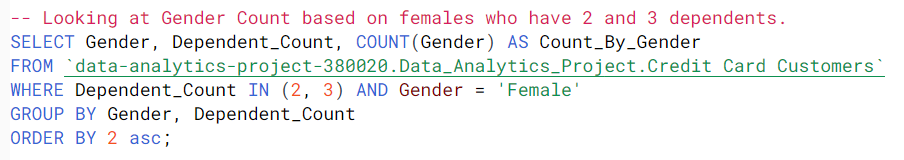 -- Looking at Gender Count based on females who have 2 and 3 dependents.
SELECT Gender, Dependent_Count, COUNT(Gender) AS Count_By_Gender
FROM `data-analytics-project-380020.Data_Analytics_Project.Credit Card Customers`
WHERE Dependent_Count IN (2, 3) AND Gender = 'Female'
GROUP BY Gender, Dependent_Count
ORDER BY 2 asc;